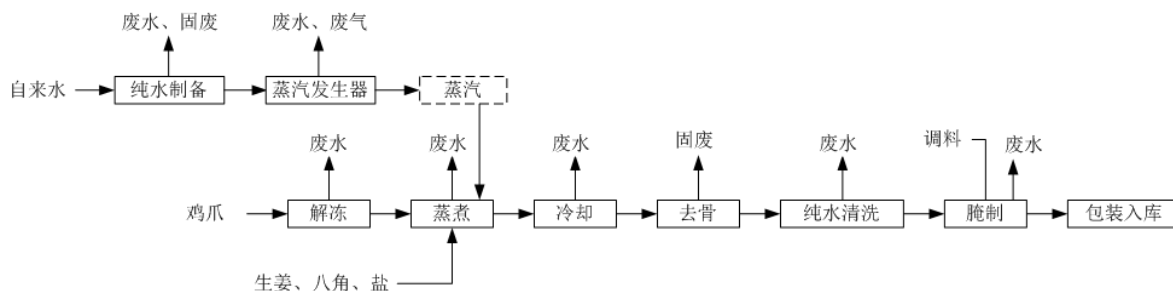 废水、固废
废水、废气
自来水
纯水制备
蒸汽发生器
蒸汽
废水
废水
废水
固废
废水
调料
废水
鸡爪
解冻
蒸煮
冷却
去骨
纯水清洗
腌制
包装入库
生姜、八角、盐